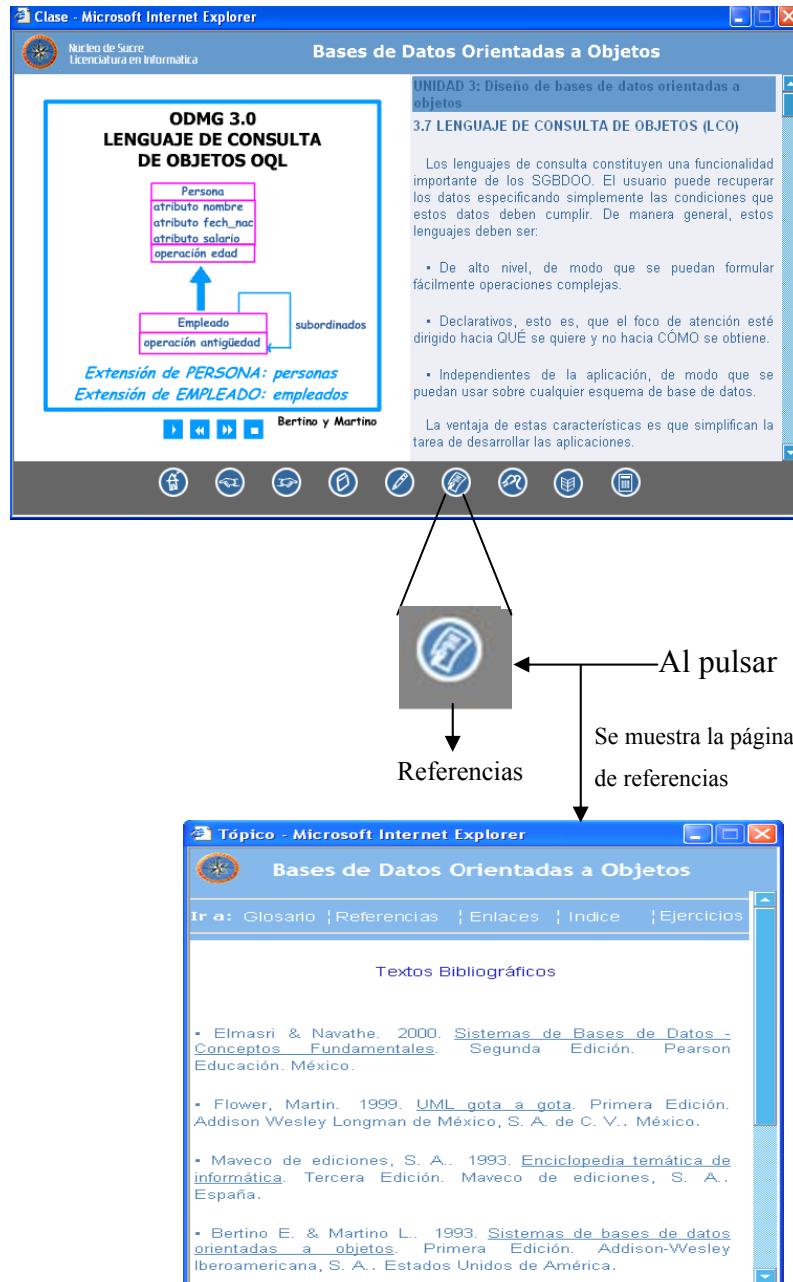 Clase - Microsoft Internet Explorer
Nucleo de Sucre
Licenciatura en Informatica
Bases de Datos Orientadas a Objetos
ODMG 3.0
LENGUAJE DE CONSULTA
DE OBJETOS OQL
Persona
atributo nombre
atributo fech_nac
atributo salario
operación edad
Empleado
operación antigüedad
subordinados
Extensión de PERSONA: personas
Extensión de EMPLEADO: empleados
Bertino y Martino
UNIDAD 3: Diseño de bases de datos orientadas a
objetos
3.7 LENGUAJE DE CONSULTA DE OBJETOS (LCO)
Los lenguajes de consulta constituyen una funcionalidad
importante de los SGBDOO. El usuario puede recuperar
los datos especificando simplemente las condiciones que
estos datos deben cumplir. De manera general, estos
lenguajes deben ser:
▪ De alto nivel, de modo que se puedan formular
fácilmente operaciones complejas.
▪ Declarativos, esto es, que el foco de atención esté
dirigido hacia QUÉ se quiere y no hacia CÓMO se obtiene.
▪ Independientes de la aplicación, de modo que se
puedan usar sobre cualquier esquema de base de datos.
La ventaja de estas características es que simplifican la
tarea de desarrollar las aplicaciones.
Al pulsar
Referencias
Se muestra la página
de referencias
Tópico - Microsoft Internet Explorer
Bases de Datos Orientadas a Objetos
Ir a: Glosario ¦ Referencias ¦ Enlaces ¦ Indice ¦ Ejercicios
Textos Bibliográficos
▪ Elmasri & Navathe. 2000. Sistemas de Bases de Datos -
Conceptos Fundamentales. Segunda Edición. Pearson
Educación. México.
▪ Flower, Martin. 1999. UML gota a gota. Primera Edición.
Addison Wesley Longman de México, S. A. de C. V.. México.
▪ Maveco de ediciones, S. A.. 1993. Enciclopedia temática de
informática. Tercera Edición. Maveco de ediciones, S. A..
España.
▪ Bertino E. & Martino L.. 1993. Sistemas de bases de datos
orientadas a objetos. Primera Edición. Addison-Wesley
Iberoamericana, S. A.. Estados Unidos de América.